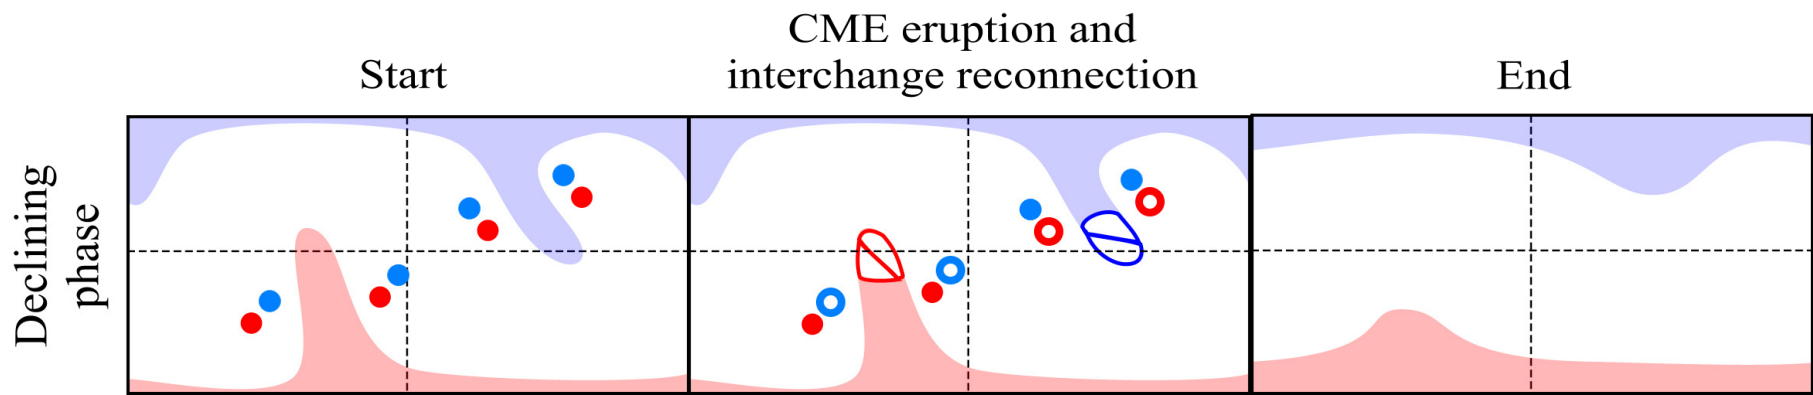 CME eruption and
Start
interchange reconnection
End
Declining
phase